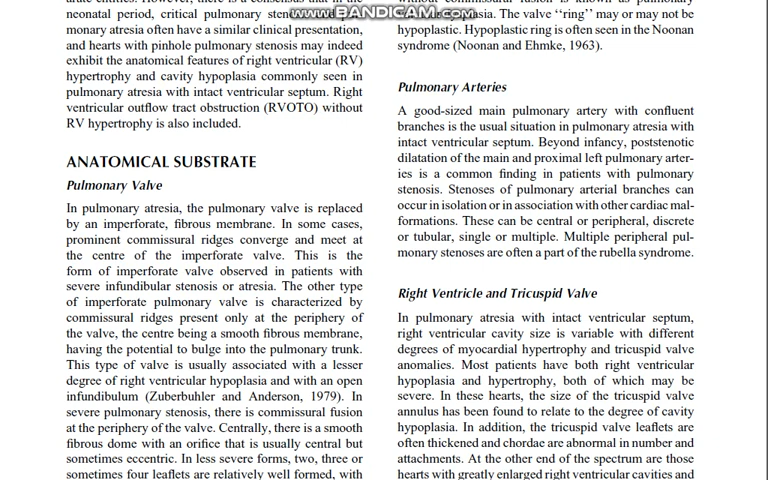 neonatal period, critical pulmonary
monary atresia often have a similar clinical presentation,
and hearts with pinhole pulmonary stenosis may indeed
exhibit the anatomical features of right ventricular (RV)
hypertrophy and cavity hypoplasia commonly seen in
pulmonary atresia with intact ventricular septum. Right
ventricular outflow tract obstruction (RVOTO) without
RV hypertrophy is also included.
ANATOMICAL SUBSTRATE
Pulmonary Valve
In pulmonary atresia, the pulmonary valve is replaced
by an imperforate, fibrous membrane. In some cases,
prominent commissural ridges converge and meet at
the centre of the imperforate valve. This is the
form of imperforate valve observed in patients with
severe infundibular stenosis or atresia. The other type
of imperforate pulmonary valve is characterized by
commissural ridges present only at the periphery of
the valve, the centre being a smooth fibrous membrane,
having the potential to bulge into the pulmonary trunk.
This type of valve is usually associated with a lesser
degree of right ventricular hypoplasia and with an open
infundibulum (Zuberbuhler and Anderson, 1979). In
severe pulmonary stenosis, there is commissural fusion
at the periphery of the valve. Centrally, there is a smooth
fibrous dome with an orifice that is usually central but
sometimes eccentric. In less severe forms, two, three or
sometimes four leaflets are relatively well formed, with
www.BANDICAM.com
The valve ‘‘ring’’ may or may not be
hypoplastic. Hypoplastic ring is often seen in the Noonan
syndrome (Noonan and Ehmke, 1963).
Pulmonary Arteries
A good-sized main pulmonary artery with confluent
branches is the usual situation in pulmonary atresia with
intact ventricular septum. Beyond infancy, poststenotic
dilatation of the main and proximal left pulmonary arter-
ies is a common finding in patients with pulmonary
stenosis. Stenoses of pulmonary arterial branches can
occur in isolation or in association with other cardiac mal-
formations. These can be central or peripheral, discrete
or tubular, single or multiple. Multiple peripheral pul-
monary stenoses are often a part of the rubella syndrome.
Right Ventricle and Tricuspid Valve
In pulmonary atresia with intact ventricular septum,
right ventricular cavity size is variable with different
degrees of myocardial hypertrophy and tricuspid valve
anomalies. Most patients have both right ventricular
hypoplasia and hypertrophy, both of which may be
severe. In these hearts, the size of the tricuspid valve
annulus has been found to relate to the degree of cavity
hypoplasia. In addition, the tricuspid valve leaflets are
often thickened and chordae are abnormal in number and
attachments. At the other end of the spectrum are those
hearts with greatly enlarged right ventricular cavities and